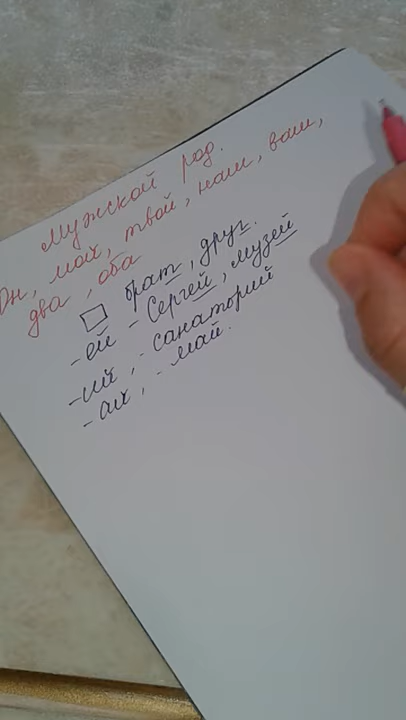 Мужской род.
Он, мой, твой, наш, ваш,
два, оба
брат, друг.
-ей - Сергей, музей
-ий, - санаторий
-ай, - май.